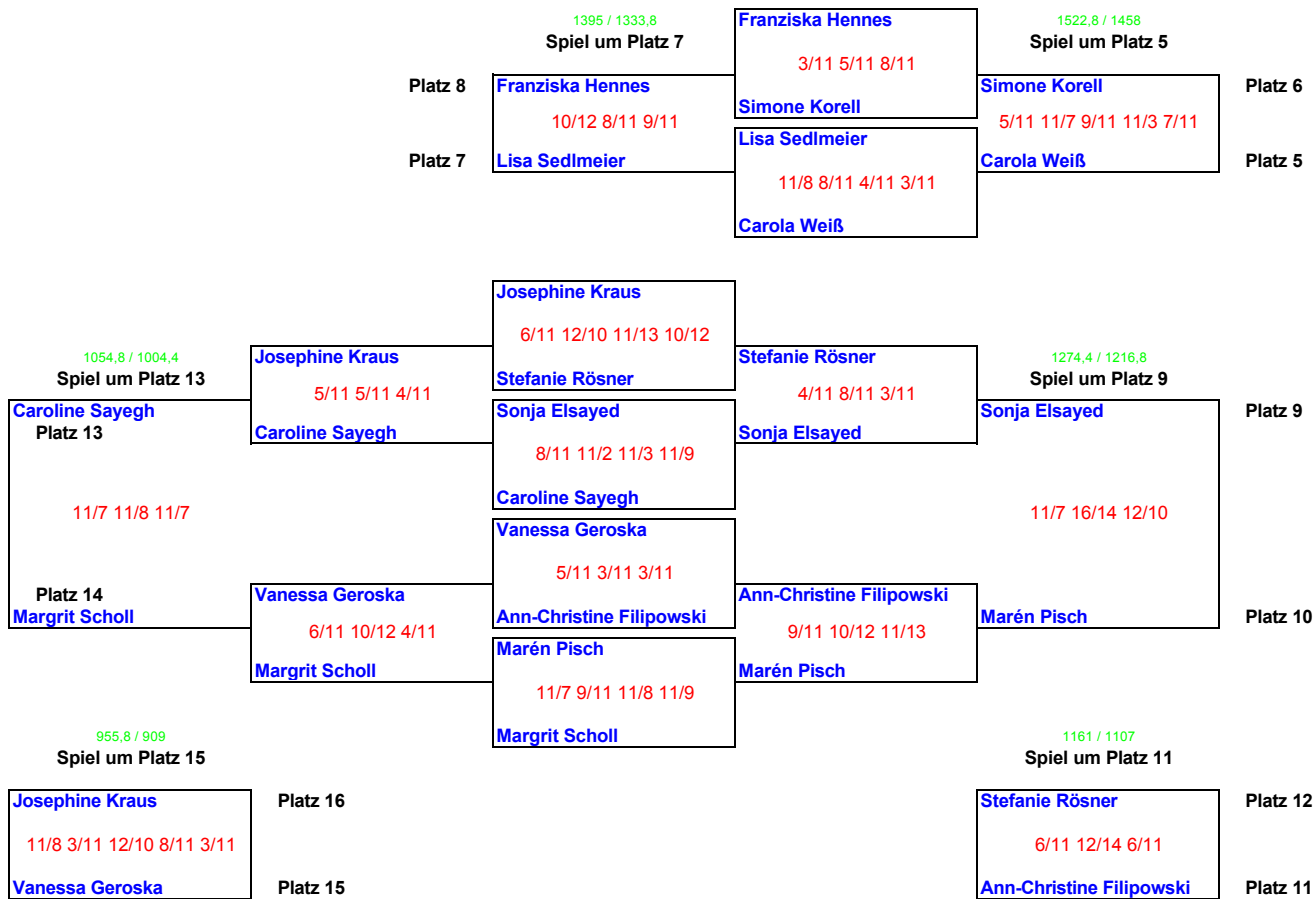 1395 / 1333,8
Spiel um Platz 7
Franziska Hennes
1522,8 / 1458
Spiel um Platz 5
3/11 5/11 8/11
Platz 8
Franziska Hennes
Simone Korell
Simone Korell
Platz 6
10/12 8/11 9/11
5/11 11/7 9/11 11/3 7/11
Lisa Sedlmeier
Platz 7
Lisa Sedlmeier
Carola Weiß
Platz 5
11/8 8/11 4/11 3/11
Carola Weiß
Josephine Kraus
6/11 12/10 11/13 10/12
1054,8 / 1004,4
Spiel um Platz 13
Josephine Kraus
Stefanie Rösner
Stefanie Rösner
1274,4 / 1216,8
Spiel um Platz 9
5/11 5/11 4/11
4/11 8/11 3/11
Caroline Sayegh
Platz 13
Caroline Sayegh
Sonja Elsayed
Sonja Elsayed
Sonja Elsayed
Platz 9
8/11 11/2 11/3 11/9
Caroline Sayegh
11/7 11/8 11/7
11/7 16/14 12/10
Vanessa Geroska
5/11 3/11 3/11
Platz 14
Margrit Scholl
Vanessa Geroska
Ann-Christine Filipowski
Ann-Christine Filipowski
Marén Pisch
Platz 10
6/11 10/12 4/11
9/11 10/12 11/13
Marén Pisch
Margrit Scholl
Marén Pisch
11/7 9/11 11/8 11/9
Margrit Scholl
955,8 / 909
Spiel um Platz 15
1161 / 1107
Spiel um Platz 11
Josephine Kraus
Platz 16
Stefanie Rösner
Platz 12
11/8 3/11 12/10 8/11 3/11
6/11 12/14 6/11
Vanessa Geroska
Platz 15
Ann-Christine Filipowski
Platz 11